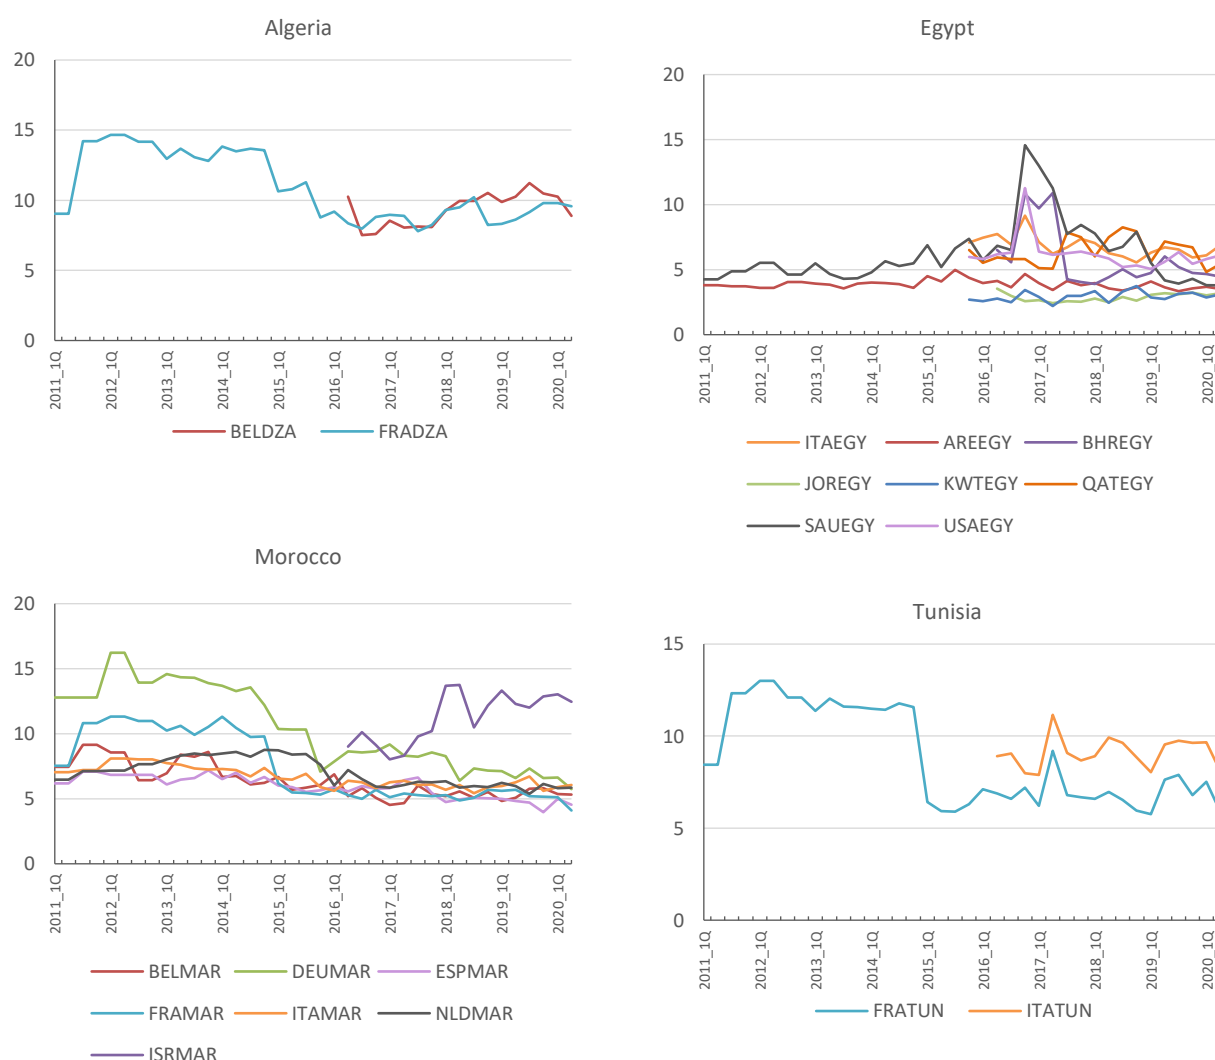 Algeria
20
15
10
5
0
2011_1Q
2012_1Q
2013_1Q
2014_1Q
2015_1Q
2016_1Q
2017_1Q
2018_1Q
2019_1Q
2020_1Q
BELDZA FRADZA
Egypt
20
15
10
5
0
2011_1Q
2012_1Q
2013_1Q
2014_1Q
2015_1Q
2016_1Q
2017_1Q
2018_1Q
2019_1Q
2020_1Q
ITAEGY AREEGY BHREGY
JOREGY KWTEGY QATEGY
SAUEGY USAEGY
Morocco
20
15
10
5
0
2011_1Q
2012_1Q
2013_1Q
2014_1Q
2015_1Q
2016_1Q
2017_1Q
2018_1Q
2019_1Q
2020_1Q
BELMAR DEUMAR ESPMAR
FRAMAR ITAMAR NLDMAR
ISRMAR
Tunisia
15
10
5
0
2011_1Q
2012_1Q
2013_1Q
2014_1Q
2015_1Q
2016_1Q
2017_1Q
2018_1Q
2019_1Q
2020_1Q
FRATUN ITATUN